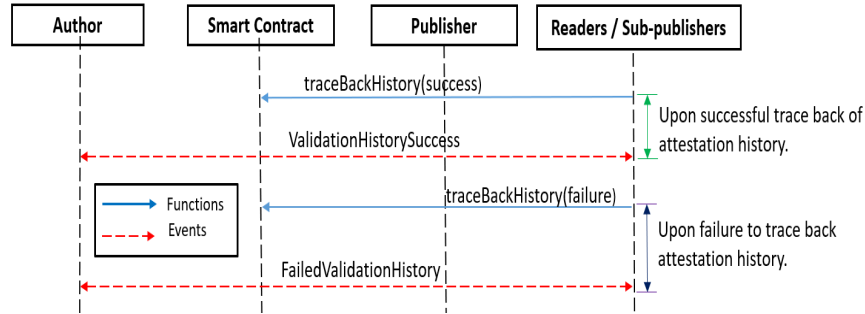 Author
Smart Contract
Publisher
Readers / Sub-publishers
traceBackHistory(success)
Upon successful trace back of
attestation history.
ValidationHistorySuccess
traceBackHistory(failure)
Functions
Events
Upon failure to trace back
attestation history.
FailedValidationHistory